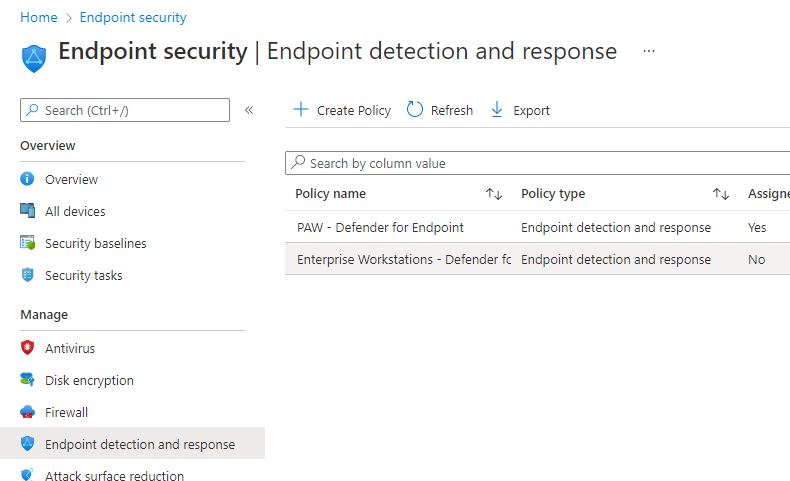 Home > Endpoint security
Endpoint security | Endpoint detection and response ...
Search (Ctrl+/) «
Overview
Overview
All devices
Security baselines
Security tasks
Manage
Antivirus
Disk encryption
Firewall
Endpoint detection and response
Attack surface reduction
Create Policy Refresh Export
Search by column value
Policy name Policy type Assigne
PAW - Defender for Endpoint Endpoint detection and response Yes
Enterprise Workstations - Defender fo Endpoint detection and response No